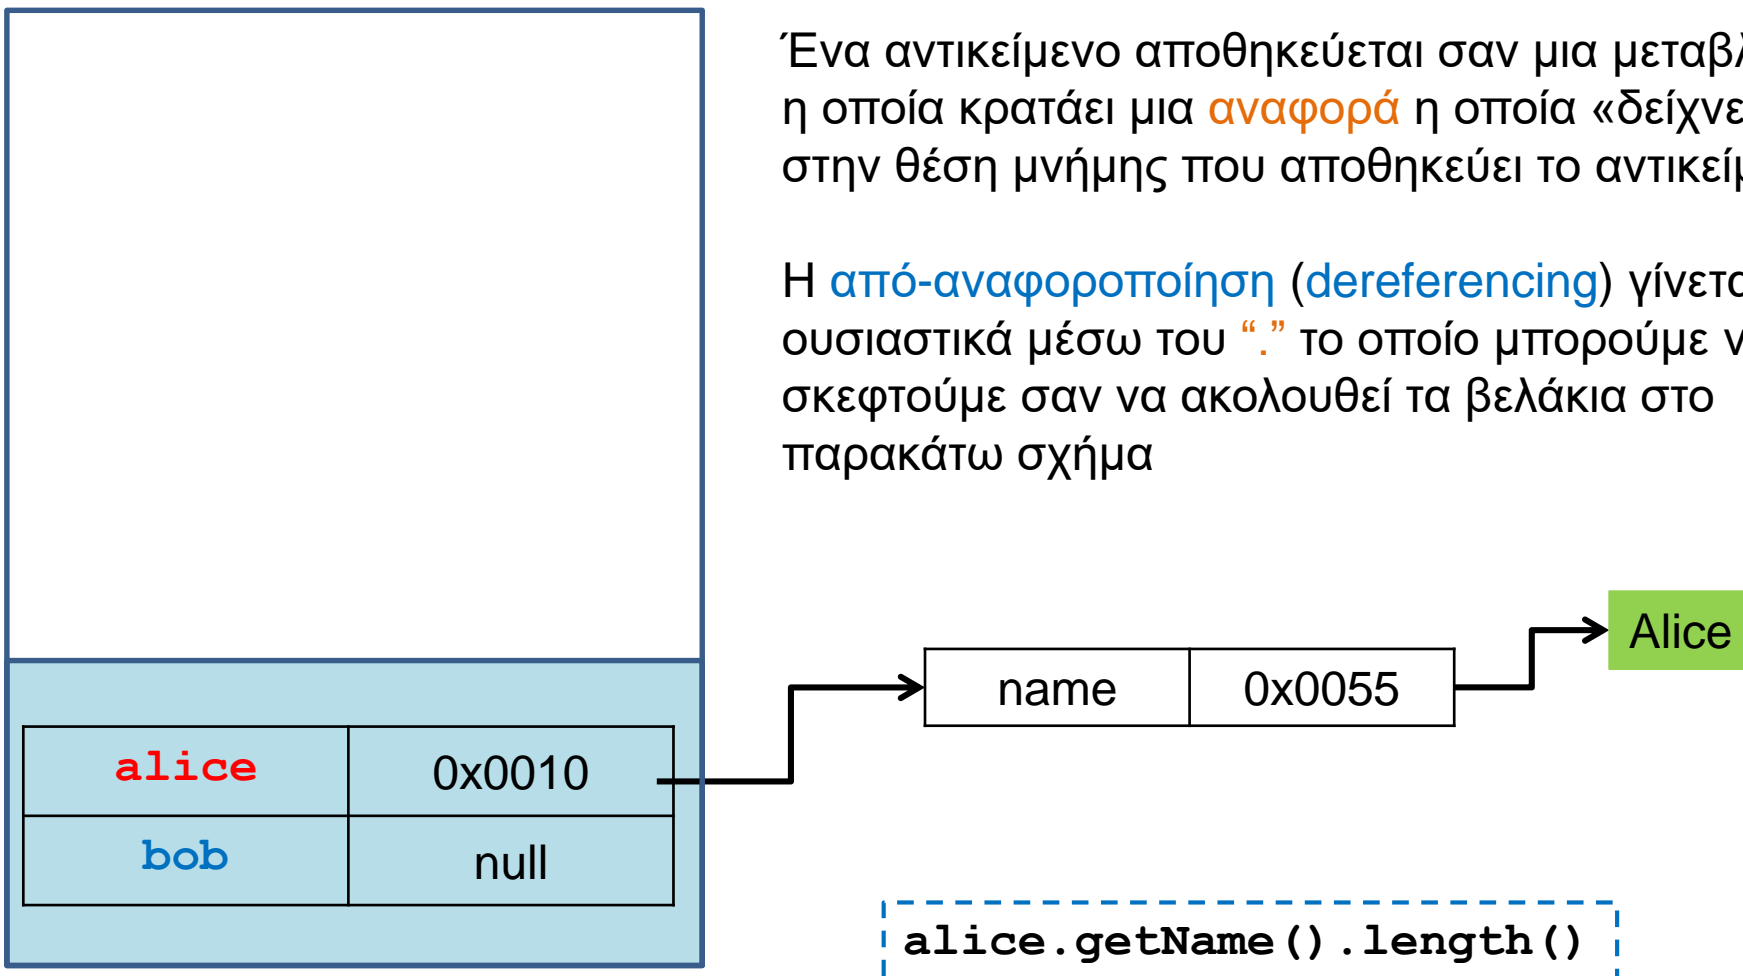 Ένα αντικείμενο αποθηκεύεται σαν μια
η οποία κρατάει μια αναφορά η οποία
στην θέση μνήμης που αποθηκεύει το
Η από-αναφοροποίηση (dereferencing)
ουσιαστικά μέσω του “.” το οποίο μπορούμε
σκεφτούμε σαν να ακολουθεί τα βελάκια στο
παρακάτω σχήμα
Alice
name 0x0055
alice 0x0010
bob null
alice.getName().length()